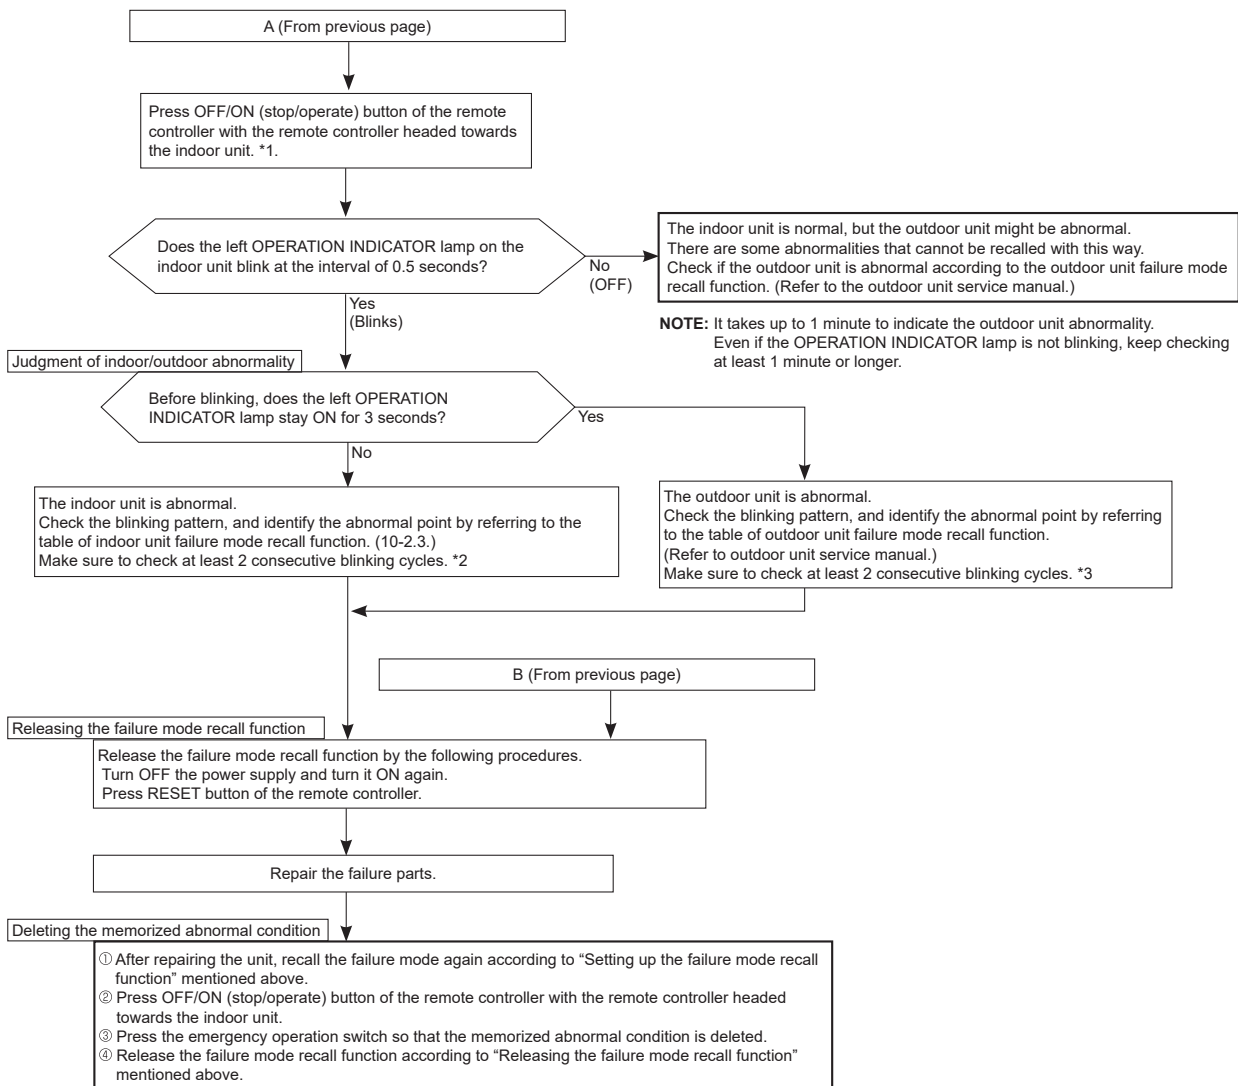 A (From previous page)
Press OFF/ON (stop/operate) button of the remote
controller with the remote controller headed towards
the indoor unit. *1.
Does the left OPERATION INDICATOR lamp on the
indoor unit blink at the interval of 0.5 seconds?
No
(OFF)
The indoor unit is normal, but the outdoor unit might be abnormal.
There are some abnormalities that cannot be recalled with this way.
Check if the outdoor unit is abnormal according to the outdoor unit failure mode
recall function. (Refer to the outdoor unit service manual.)
NOTE: It takes up to 1 minute to indicate the outdoor unit abnormality.
Even if the OPERATION INDICATOR lamp is not blinking, keep checking
at least 1 minute or longer.
Yes
(Blinks)
Judgment of indoor/outdoor abnormality
Before blinking, does the left OPERATION
INDICATOR lamp stay ON for 3 seconds?
Yes
No
The indoor unit is abnormal.
Check the blinking pattern, and identify the abnormal point by referring to the
table of indoor unit failure mode recall function. (10-2.3.)
Make sure to check at least 2 consecutive blinking cycles. *2
The outdoor unit is abnormal.
Check the blinking pattern, and identify the abnormal point by referring
to the table of outdoor unit failure mode recall function.
(Refer to outdoor unit service manual.)
Make sure to check at least 2 consecutive blinking cycles. *3
B (From previous page)
Releasing the failure mode recall function
Release the failure mode recall function by the following procedures.
Turn OFF the power supply and turn it ON again.
Press RESET button of the remote controller.
Repair the failure parts.
Deleting the memorized abnormal condition
① After repairing the unit, recall the failure mode again according to “Setting up the failure mode recall
function” mentioned above.
② Press OFF/ON (stop/operate) button of the remote controller with the remote controller headed
towards the indoor unit.
③ Press the emergency operation switch so that the memorized abnormal condition is deleted.
④ Release the failure mode recall function according to “Releasing the failure mode recall function”
mentioned above.